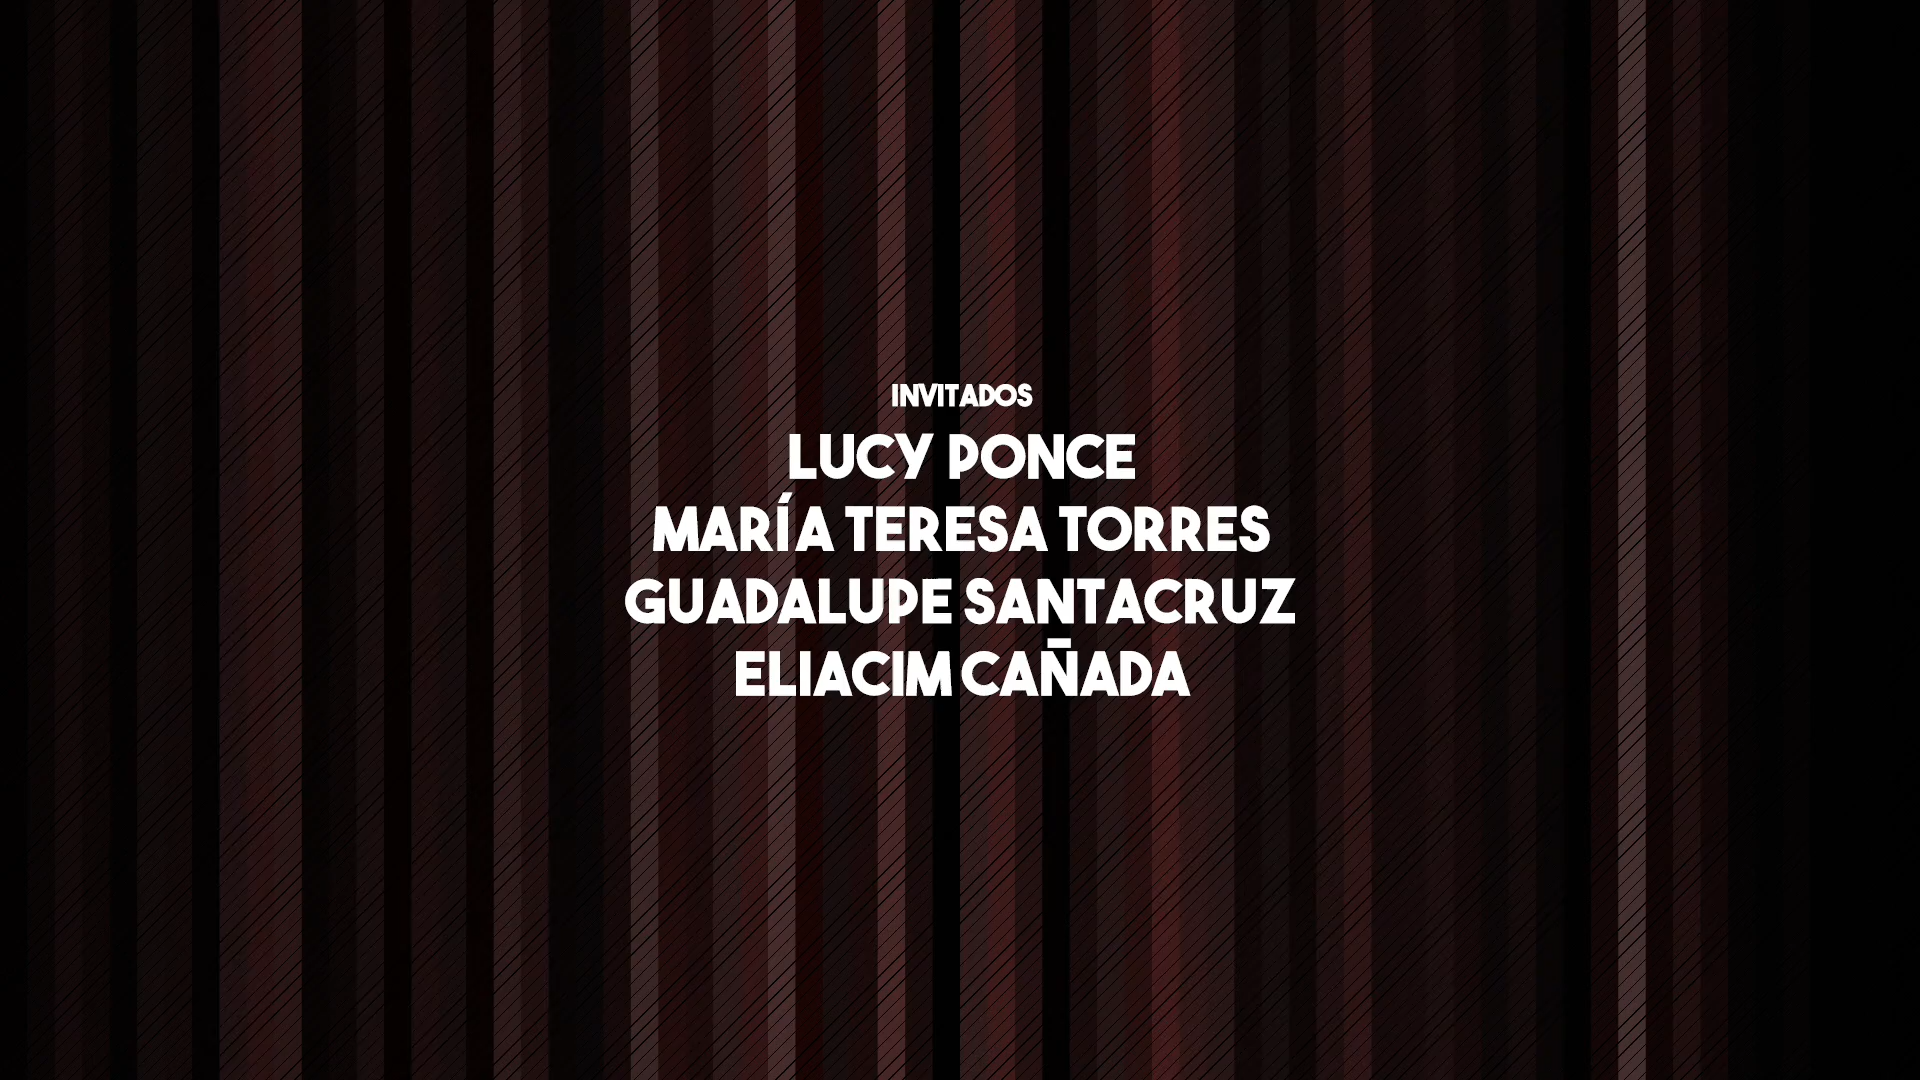 INVITADOS
LUCY PONCE
MARÍA TERESA TORRES
GUADALUPE SANTACRUZ
ELIACIM CAÑADA